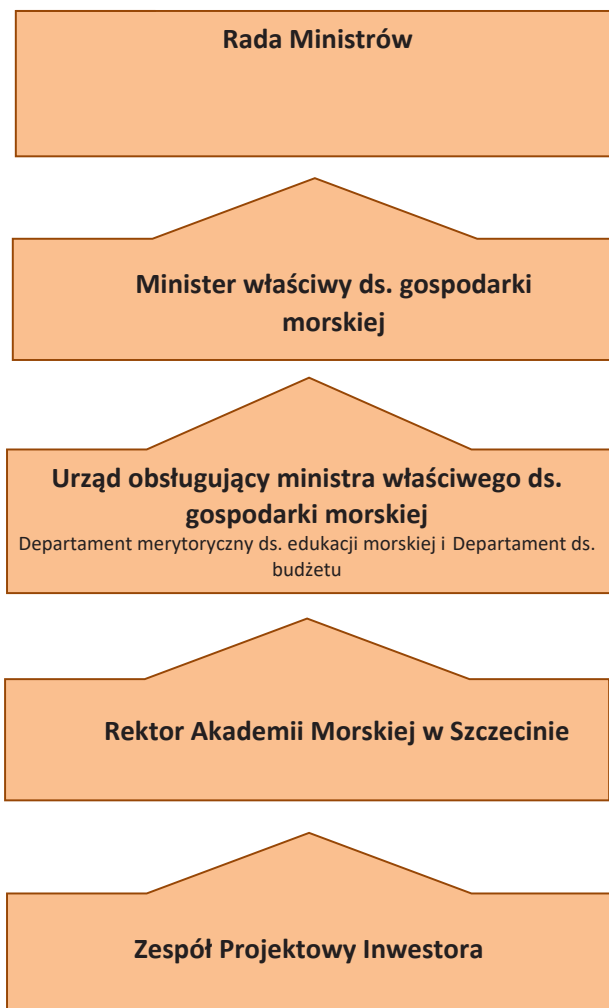 Rada Ministrów
Minister właściwy ds. gospodarki
morskiej
Urząd obsługujący ministra właściwego ds.
gospodarki morskiej
Departament merytoryczny ds. edukacji morskiej i Departament ds.
budżetu
Rektor Akademii Morskiej w Szczecinie
Zespół Projektowy Inwestora